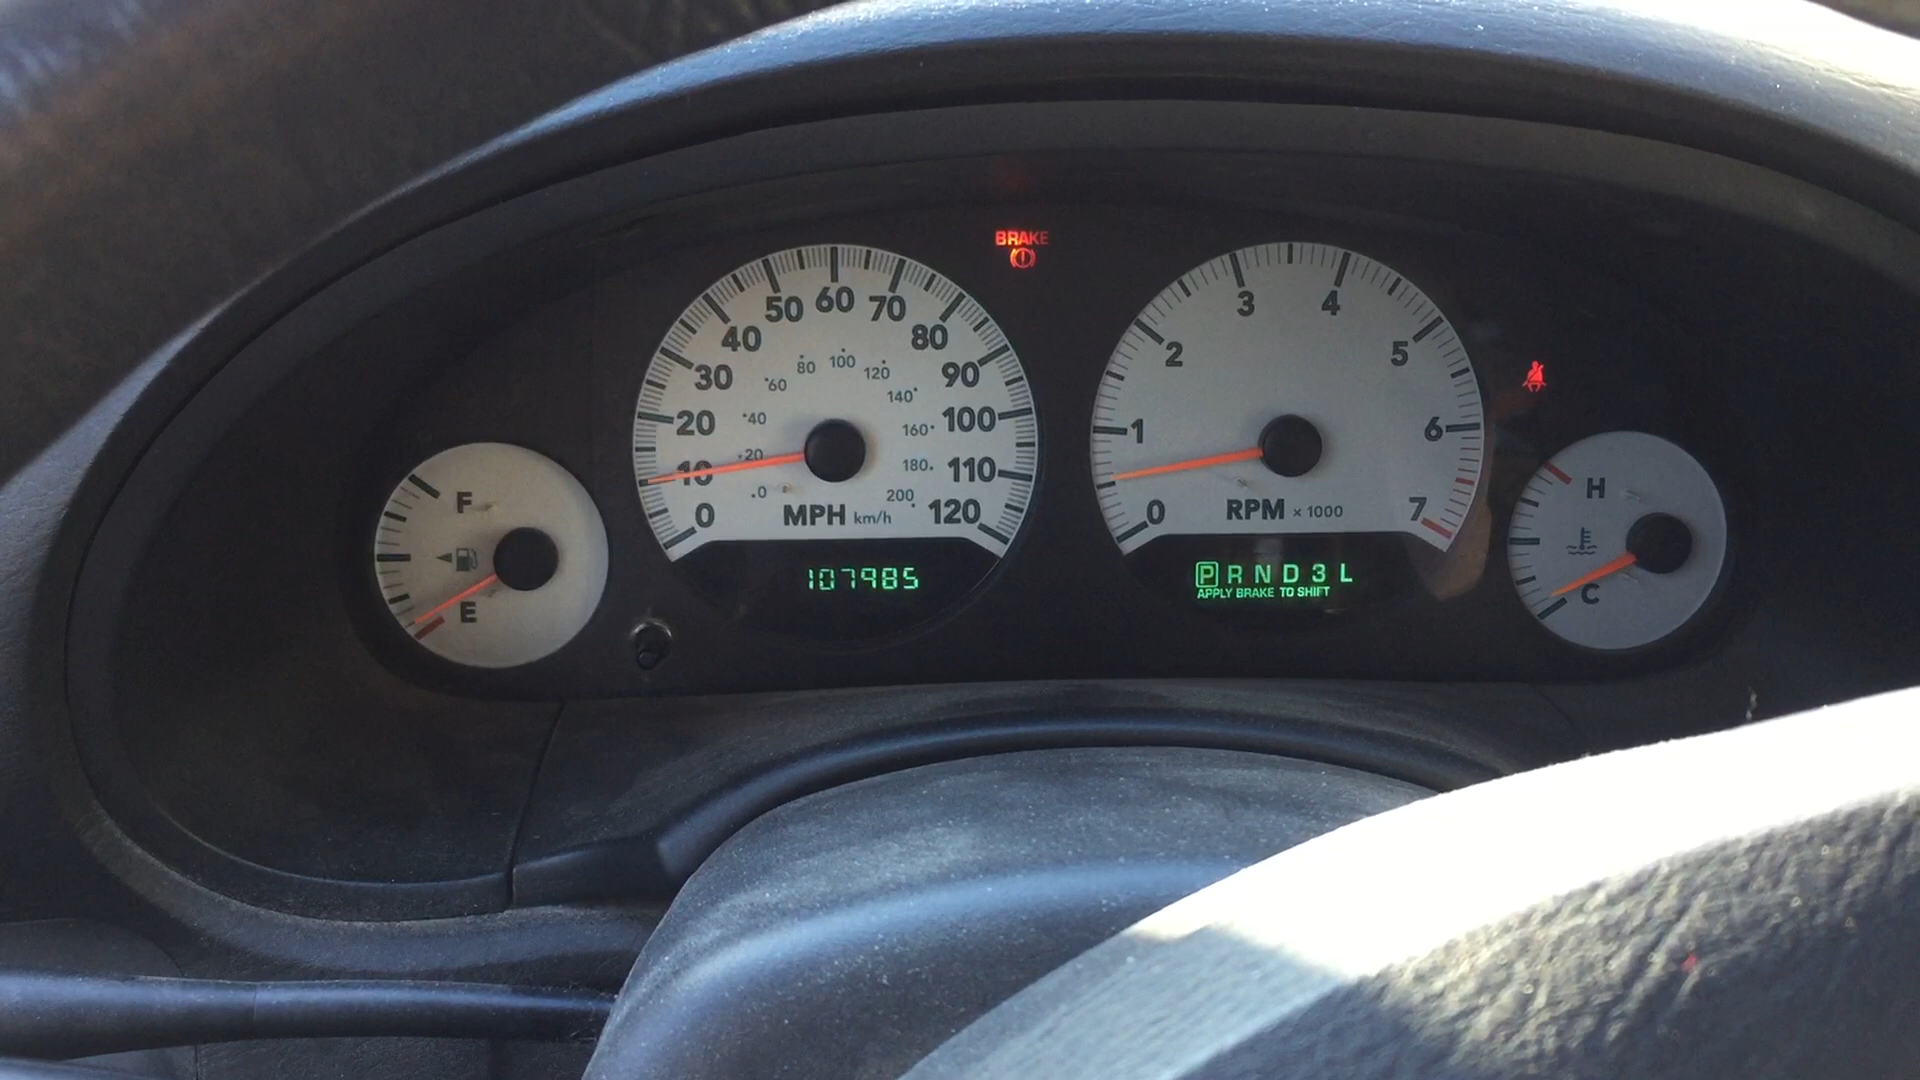 BRAKE
0 10 20 30 40 50 60 70 80 90 100 110 120
.0 20 40 60 80 100 120 140 160 180 200
MPH km/h
107985
0 1 2 3 4 5 6 7
RPM × 1000
P R N D 3 L
APPLY BRAKE TO SHIFT
F
E
H
C